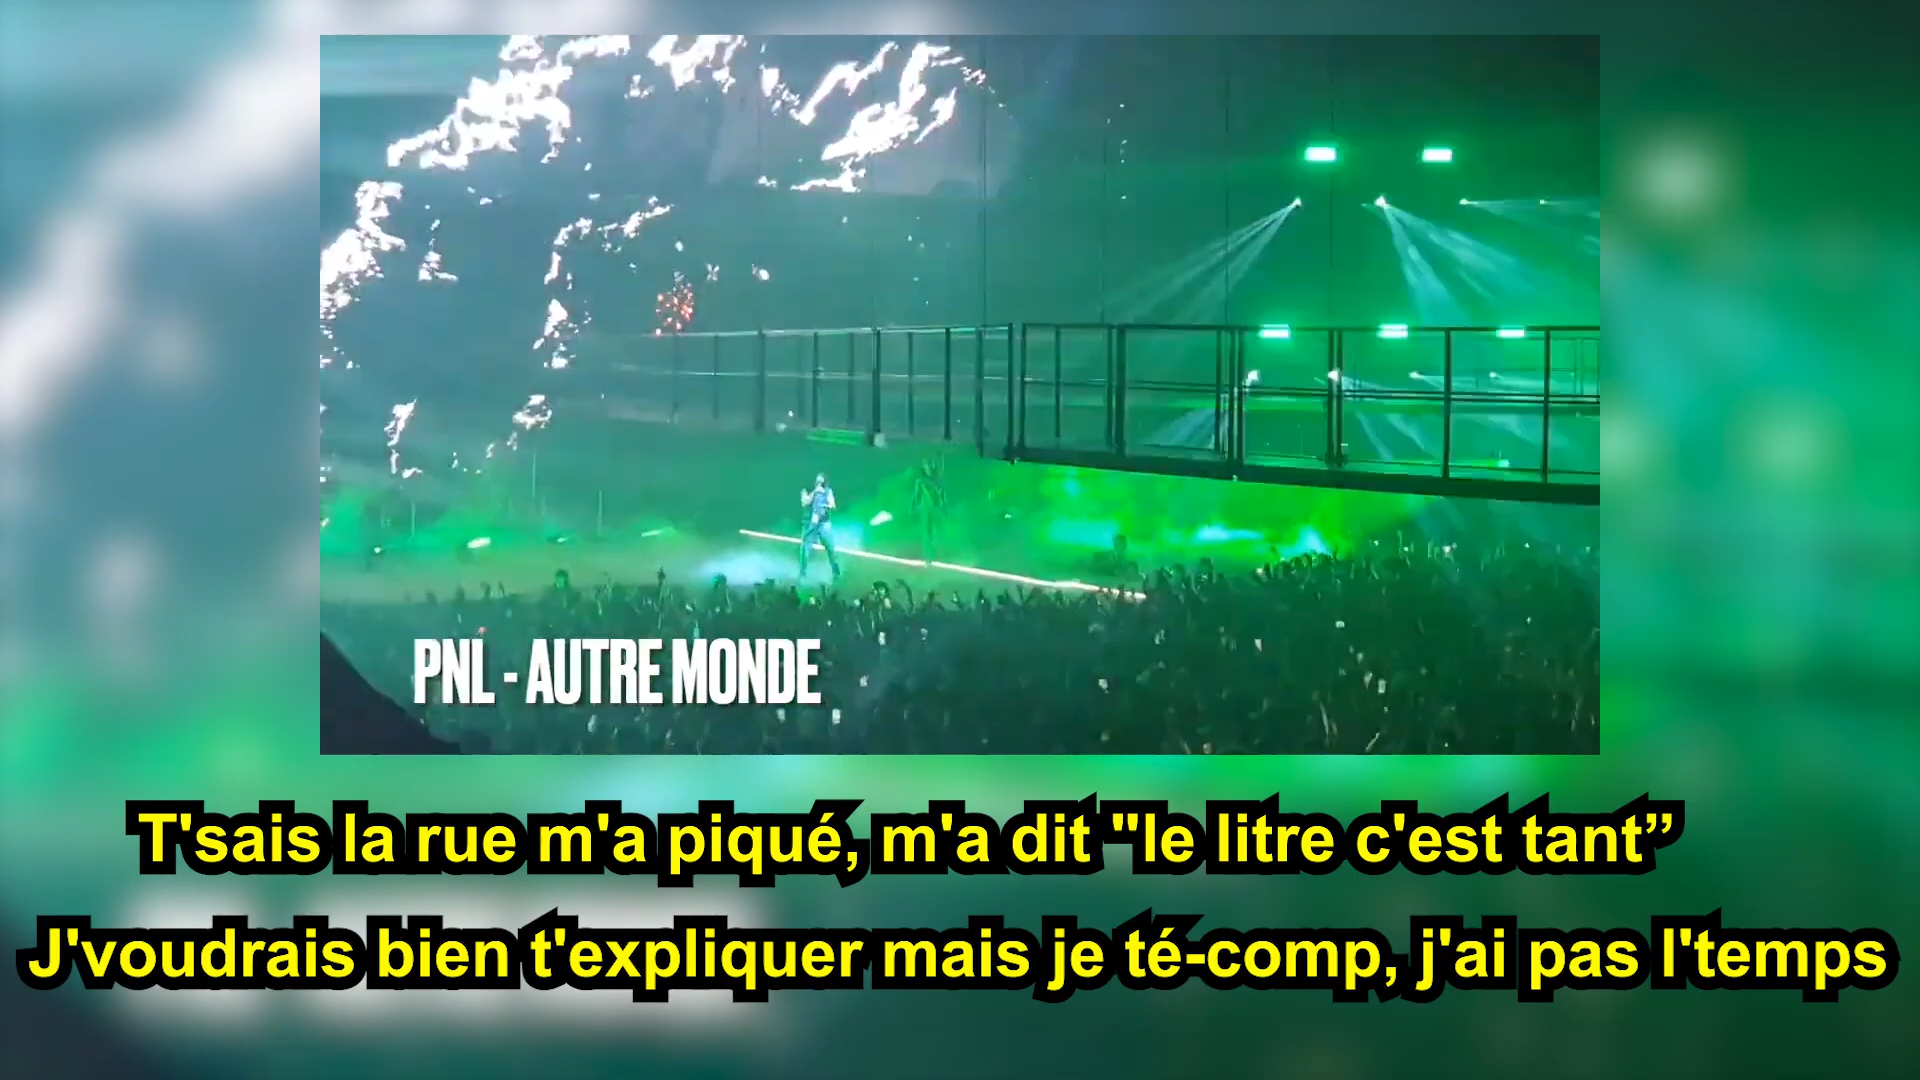 PNL - AUTRE MONDE
T'sais la rue m'a piqué, m'a dit "le litre c'est tant”
J'voudrais bien t'expliquer mais je té-comp, j'ai pas l'temps